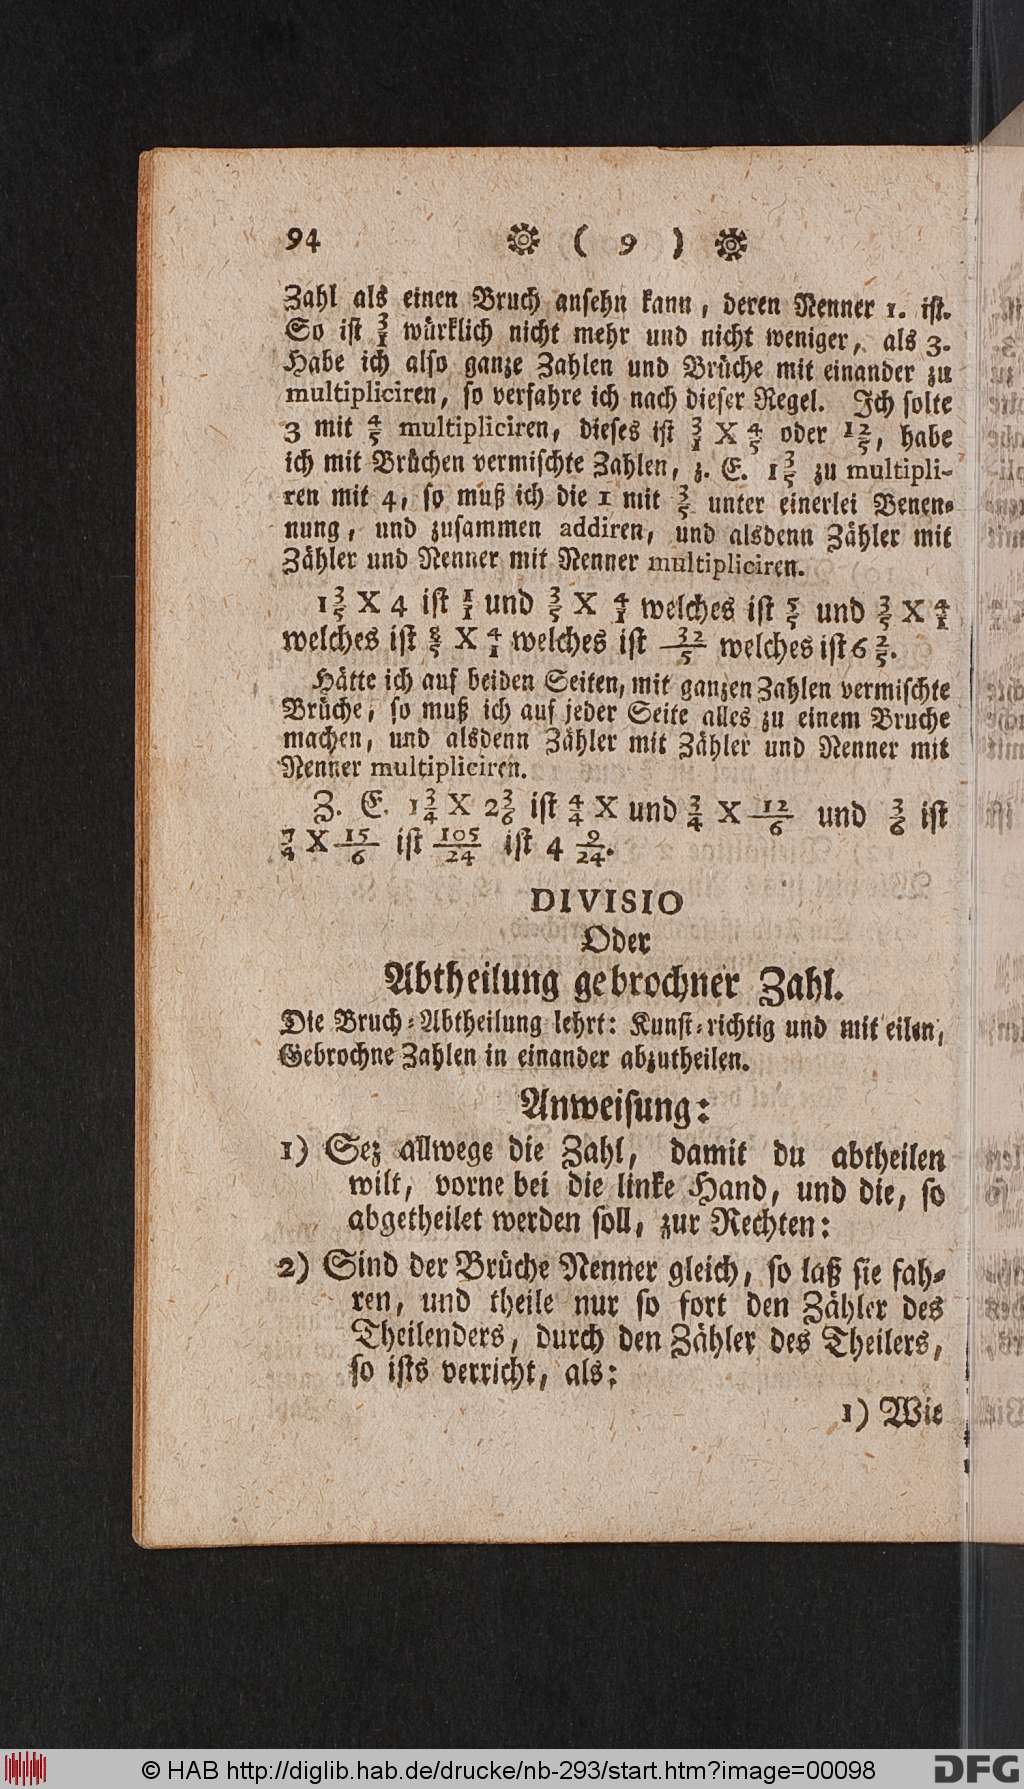 94 ( 9 )
Zahl als einen Bruch ansehn kann, deren Nenner 1. ist.
So ist 3/1 würklich nicht mehr und nicht weniger, als 3.
Habe ich also ganze Zahlen und Brüche mit einander zu
multipliciren, so verfahre ich nach dieser Regel. Ich solte
3 mit 4/5 multipliciren, dieses ist 3/1 X 4/5 oder 12/5, habe
ich mit Brüchen vermischte Zahlen, z. E. 1 3/5 zu multipli-
ren mit 4, so muß ich die 1 mit 3/5 unter einerlei Benen-
nung, und zusammen addiren, und alsdenn Zähler mit
Zähler und Nenner mit Nenner multipliciren.
1 3/5 X 4 ist 1/1 und 3/5 X 4/1 welches ist 5/5 und 3/5 X 4/1
welches ist 8/5 X 4/1 welches ist 32/5 welches ist 6 2/5.
Hätte ich auf beiden Seiten, mit ganzen Zahlen vermischte
Brüche, so muß ich auf jeder Seite alles zu einem Bruche
machen, und alsdenn Zähler mit Zähler und Nenner mit
Nenner multipliciren.
Z. E. 1 3/4 X 2 3/6 ist 4/4 X und 3/4 X 12/6 und 3/6 ist
7/4 X 15/6 ist 105/24 ist 4 9/24.
DIVISIO
Oder
Abtheilung gebrochner Zahl.
Die Bruch-Abtheilung lehrt: Kunst-richtig und mit eilen,
Gebrochne Zahlen in einander abzutheilen.
Anweisung:
1) Sez allwege die Zahl, damit du abtheilen
wilt, vorne bei die linke Hand, und die, so
abgetheilet werden soll, zur Rechten:
2) Sind der Brüche Nenner gleich, so laß sie fah-
ren, und theile nur so fort den Zähler des
Theilenders, durch den Zähler des Theilers,
so ists verricht, als:
1) Wie
© HAB http://diglib.hab.de/drucke/nb-293/start.htm?image=00098
DFG